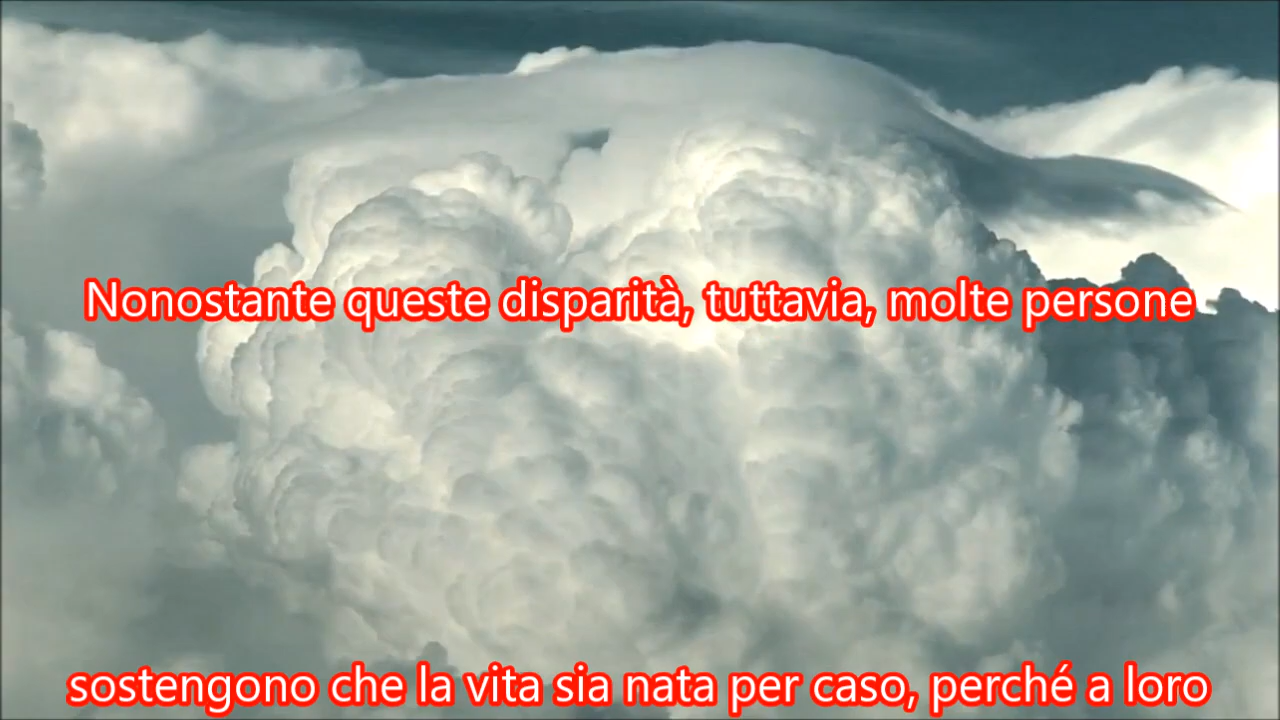 Nonostante queste disparità, tuttavia, molte persone
sostengono che la vita sia nata per caso, perché a loro